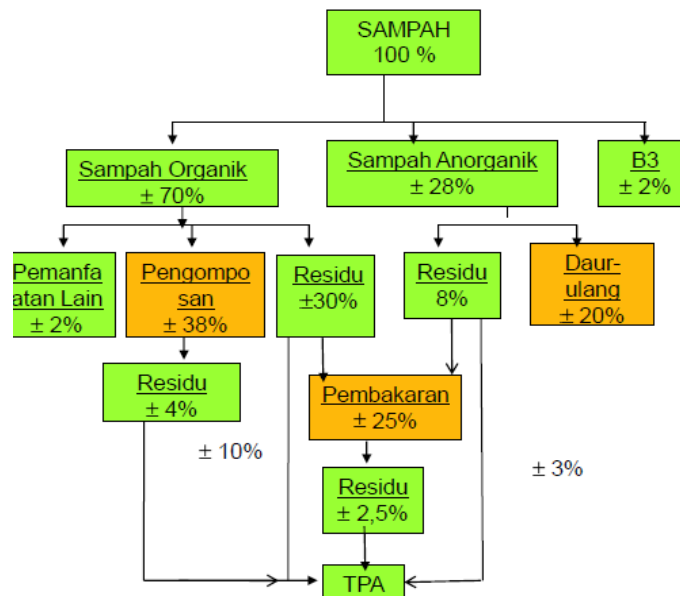 SAMPAH
100 %
Sampah Organik
± 70%
Sampah Anorganik
± 28%
B3
± 2%
Pemanfa
atan Lain
± 2%
Pengompo
san
± 38%
Residu
±30%
Residu
8%
Daur-
ulang
± 20%
Residu
± 4%
Pembakaran
± 25%
± 10%
± 3%
Residu
± 2,5%
TPA